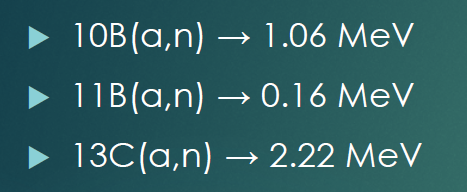 10B(a,n) → 1.06 MeV
11B(a,n) → 0.16 MeV
13C(a,n) → 2.22 MeV